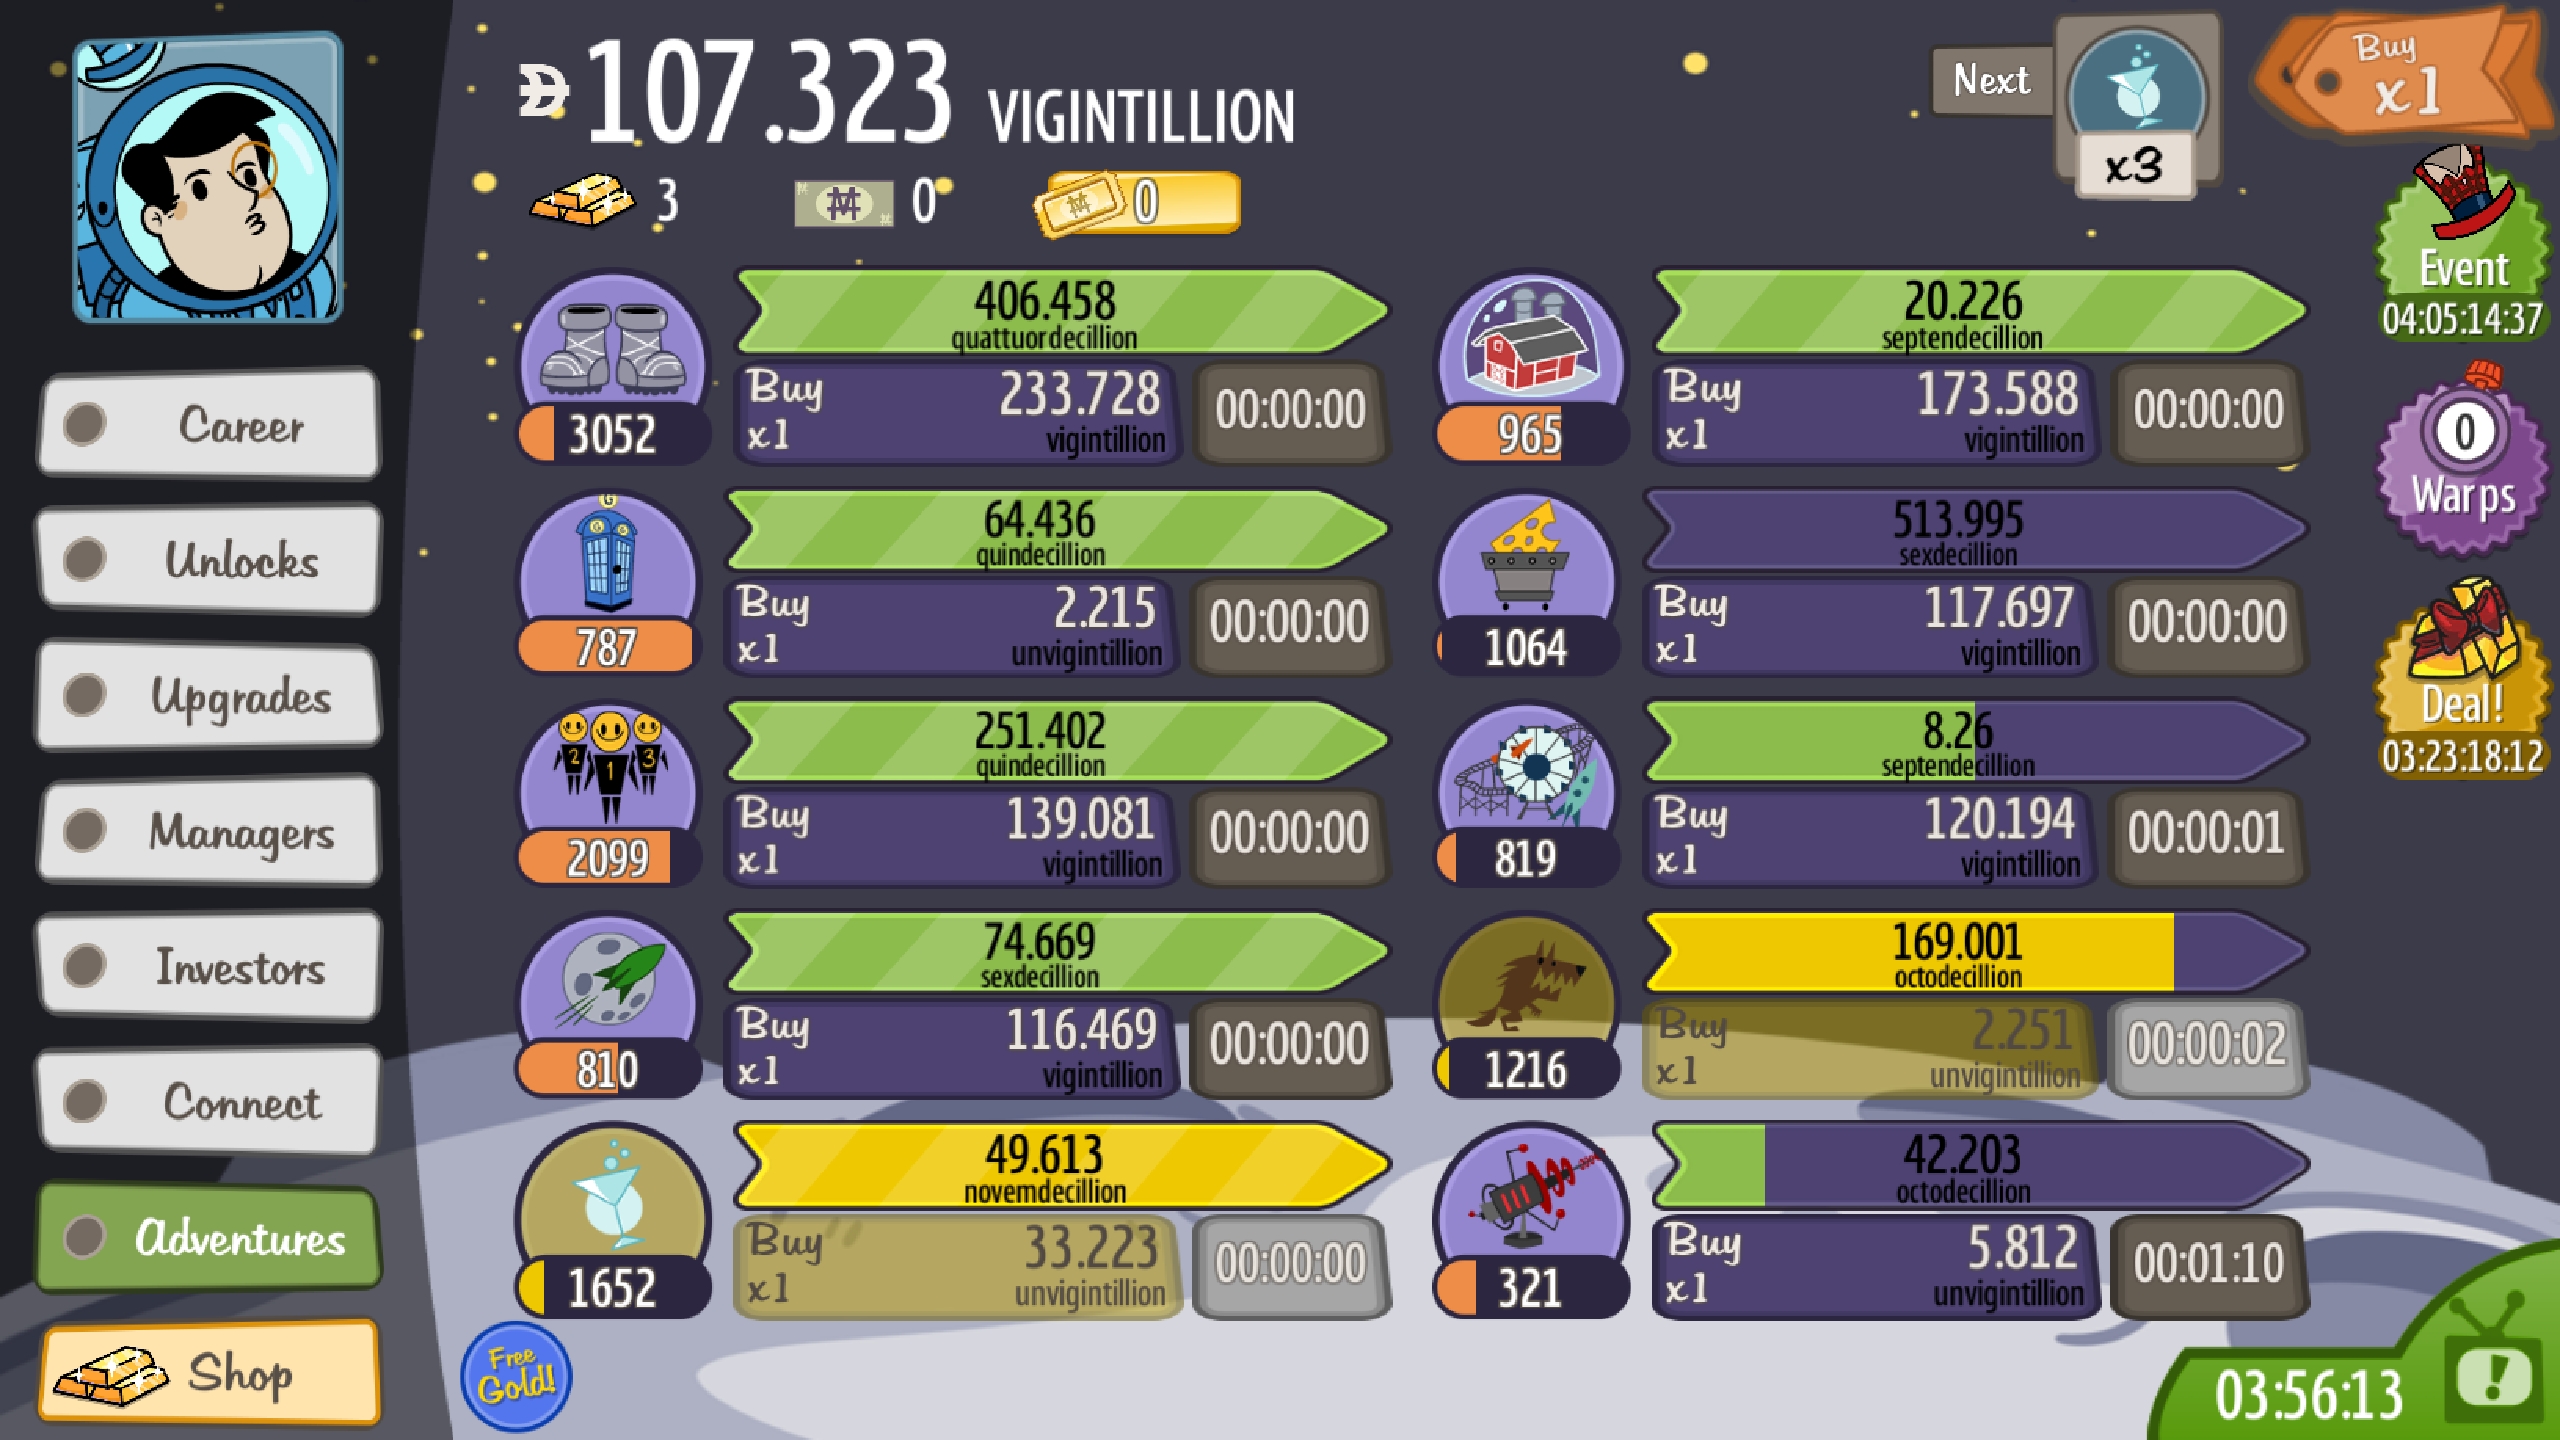 107.323 VIGINTILLION
3
0
0
Next
x3
Buy
x1
Career
Unlocks
Upgrades
Managers
Investors
Connect
Adventures
Shop
406.458
quattuordecillion
3052
Buy
x1
233.728
vigintillion
00:00:00
G
64.436
quindecillion
787
Buy
x1
2.215
unvigintillion
00:00:00
2 1 3
251.402
quindecillion
2099
Buy
x1
139.081
vigintillion
00:00:00
74.669
sexdecillion
810
Buy
x1
116.469
vigintillion
00:00:00
49.613
novemdecillion
1652
Buy
x1
33.223
unvigintillion
00:00:00
20.226
septendecillion
965
Buy
x1
173.588
vigintillion
00:00:00
513.995
sexdecillion
1064
Buy
x1
117.697
vigintillion
00:00:00
8.26
septendecillion
819
Buy
x1
120.194
vigintillion
00:00:01
169.001
octodecillion
1216
Buy
x1
2.251
unvigintillion
00:00:02
42.203
octodecillion
321
Buy
x1
5.812
unvigintillion
00:01:10
Event
04:05:14:37
0
Warps
Deal!
03:23:18:12
Free
Gold!
03:56:13
!